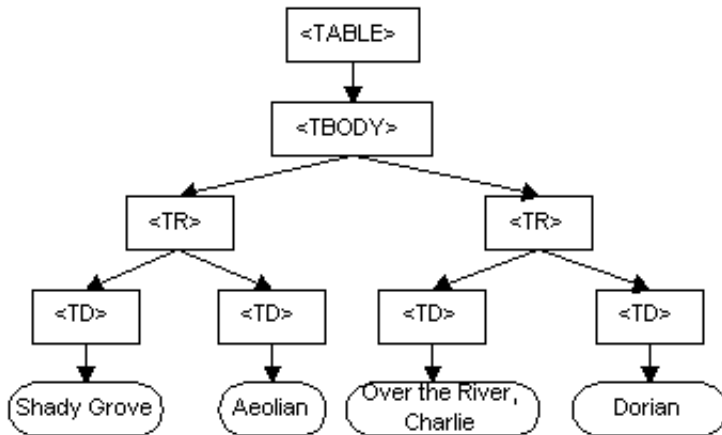 <TABLE>
<TBODY>
<TR>
<TR>
<TD>
<TD>
<TD>
<TD>
Shady Grove
Aeolian
Over the River,
Charlie
Dorian